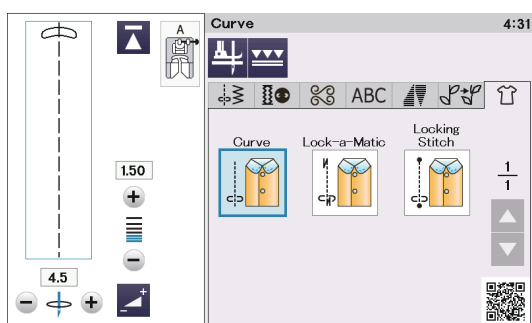 A
1.50
4.5
Curve 4:31
ABC
Curve Lock-a-Matic Locking Stitch
1
1